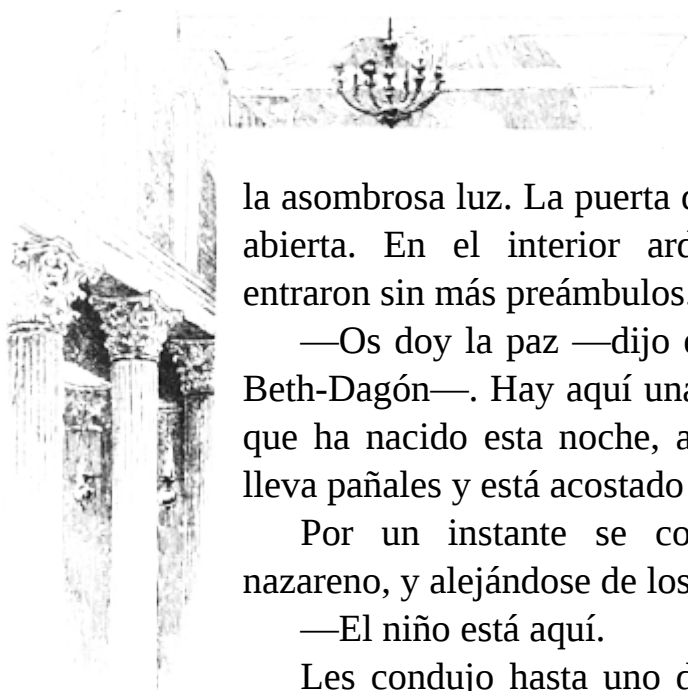 la asombrosa luz. La puerta
abierta. En el interior
entraron sin más preámbulos.
—Os doy la paz —dijo
Beth-Dagón—. Hay aquí una
que ha nacido esta noche,
lleva pañales y está acostado
Por un instante se
nazareno, y alejándose de los
—El niño está aquí.
Les condujo hasta uno